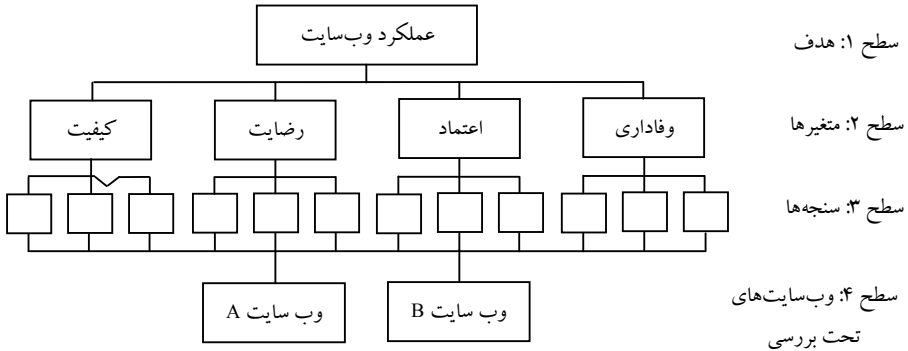 سطح ۱: هدف
عملکرد وب‌سایت
سطح ۲: متغیرها
وفاداری
اعتماد
رضایت
کیفیت
سطح ۳: سنجه‌ها
سطح ۴: وب‌سایت‌های
تحت بررسی
وب سایت B
وب سایت A